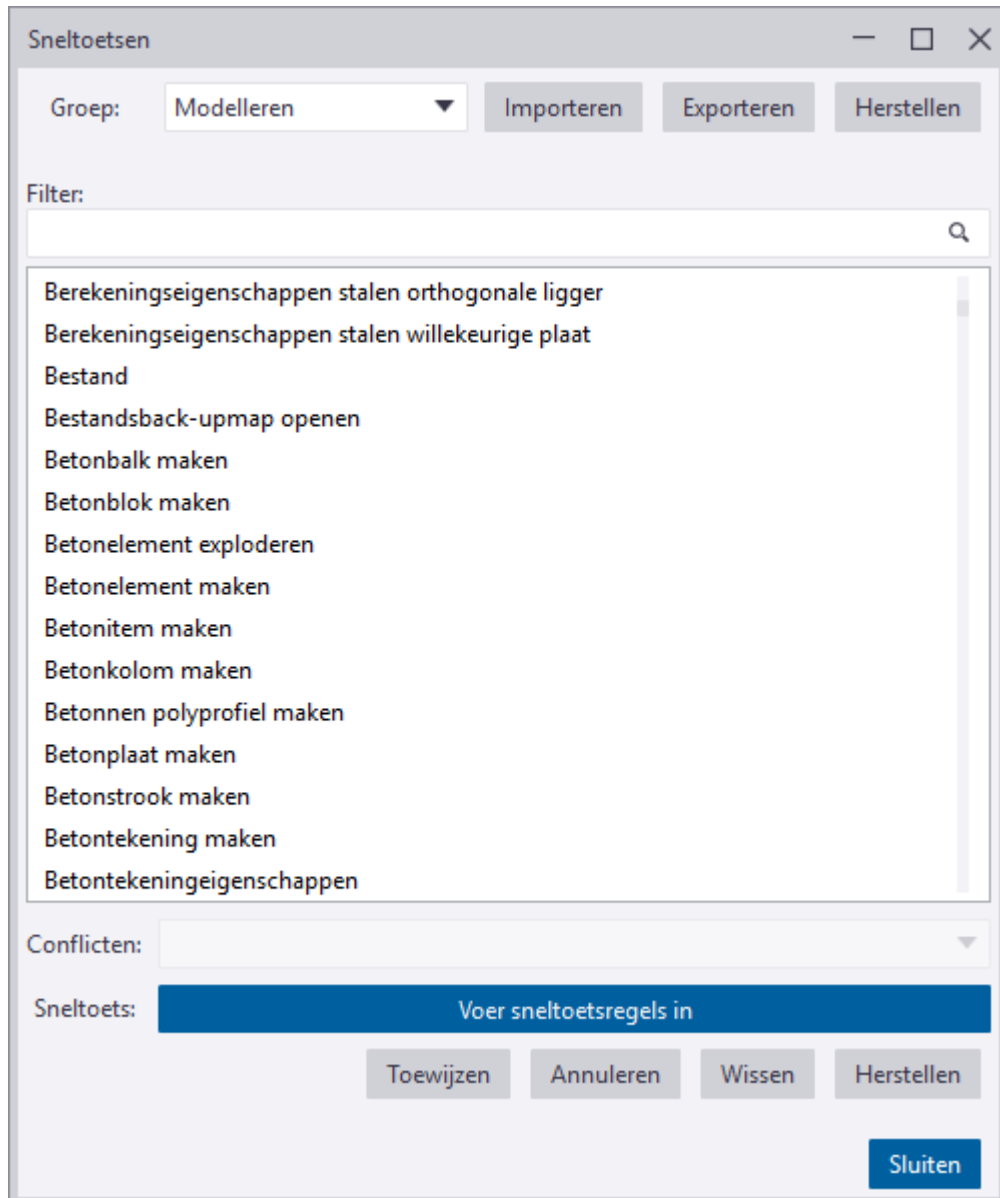 Sneltoetsen
Groep: Modelleren Importeren Exporteren Herstellen
Filter:
Berekeningseigenschappen stalen orthogonale ligger
Berekeningseigenschappen stalen willekeurige plaat
Bestand
Bestandsback-upmap openen
Betonbalk maken
Betonblok maken
Betonelement exploderen
Betonelement maken
Betonitem maken
Betonkolom maken
Betonnen polyprofiel maken
Betonplaat maken
Betonstrook maken
Betontekening maken
Betontekeningeigenschappen
Conflicten:
Sneltoets: Voer sneltoetsregels in
Toewijzen Annuleren Wissen Herstellen
Sluiten